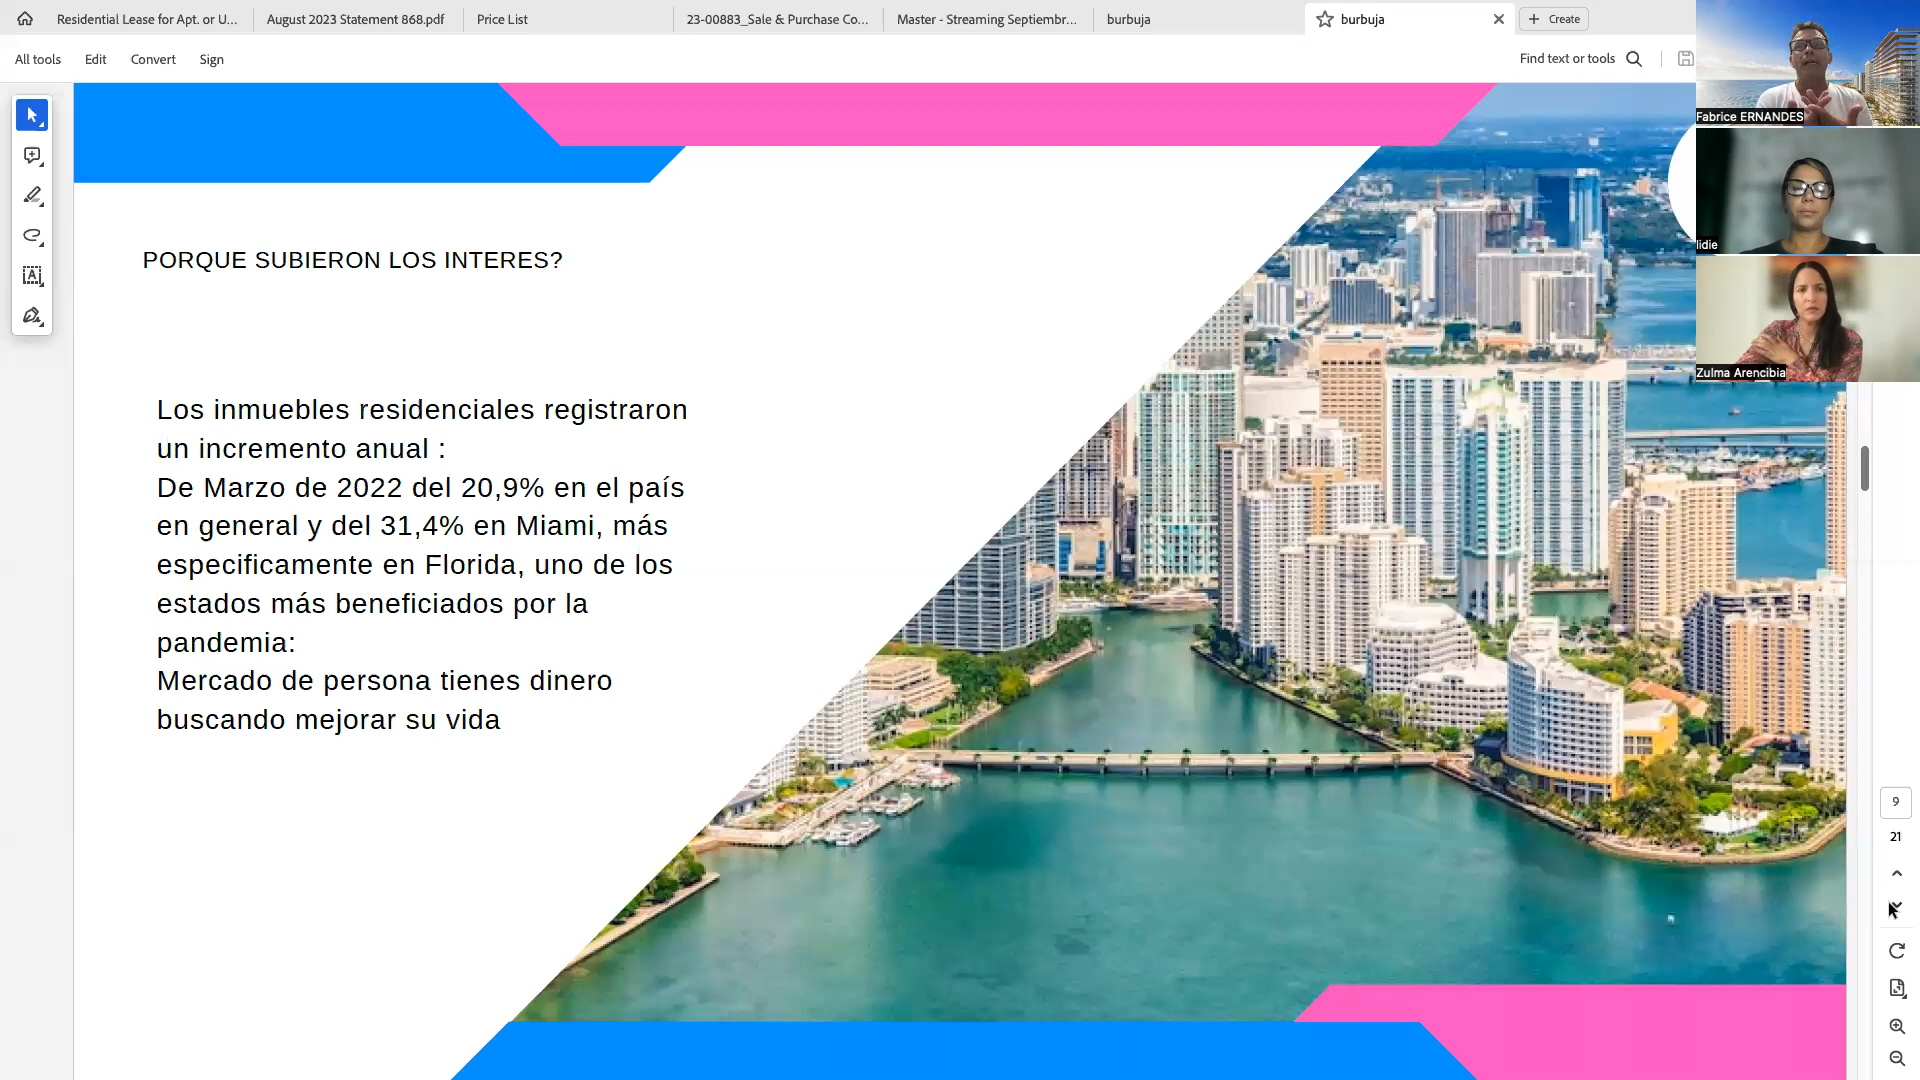 Residential Lease for Apt. or U...
August 2023 Statement 868.pdf
Price List
23-00883_Sale & Purchase Co...
Master - Streaming Septiembr...
burbuja
burbuja
Create
All tools
Edit
Convert
Sign
Find text or tools
Fabrice ERNANDES
lidie
Zulma Arencibia
PORQUE SUBIERON LOS INTERES?
Los inmuebles residenciales registraron
un incremento anual :
De Marzo de 2022 del 20,9% en el país
en general y del 31,4% en Miami, más
especificamente en Florida, uno de los
estados más beneficiados por la
pandemia:
Mercado de persona tienes dinero
buscando mejorar su vida
9
21